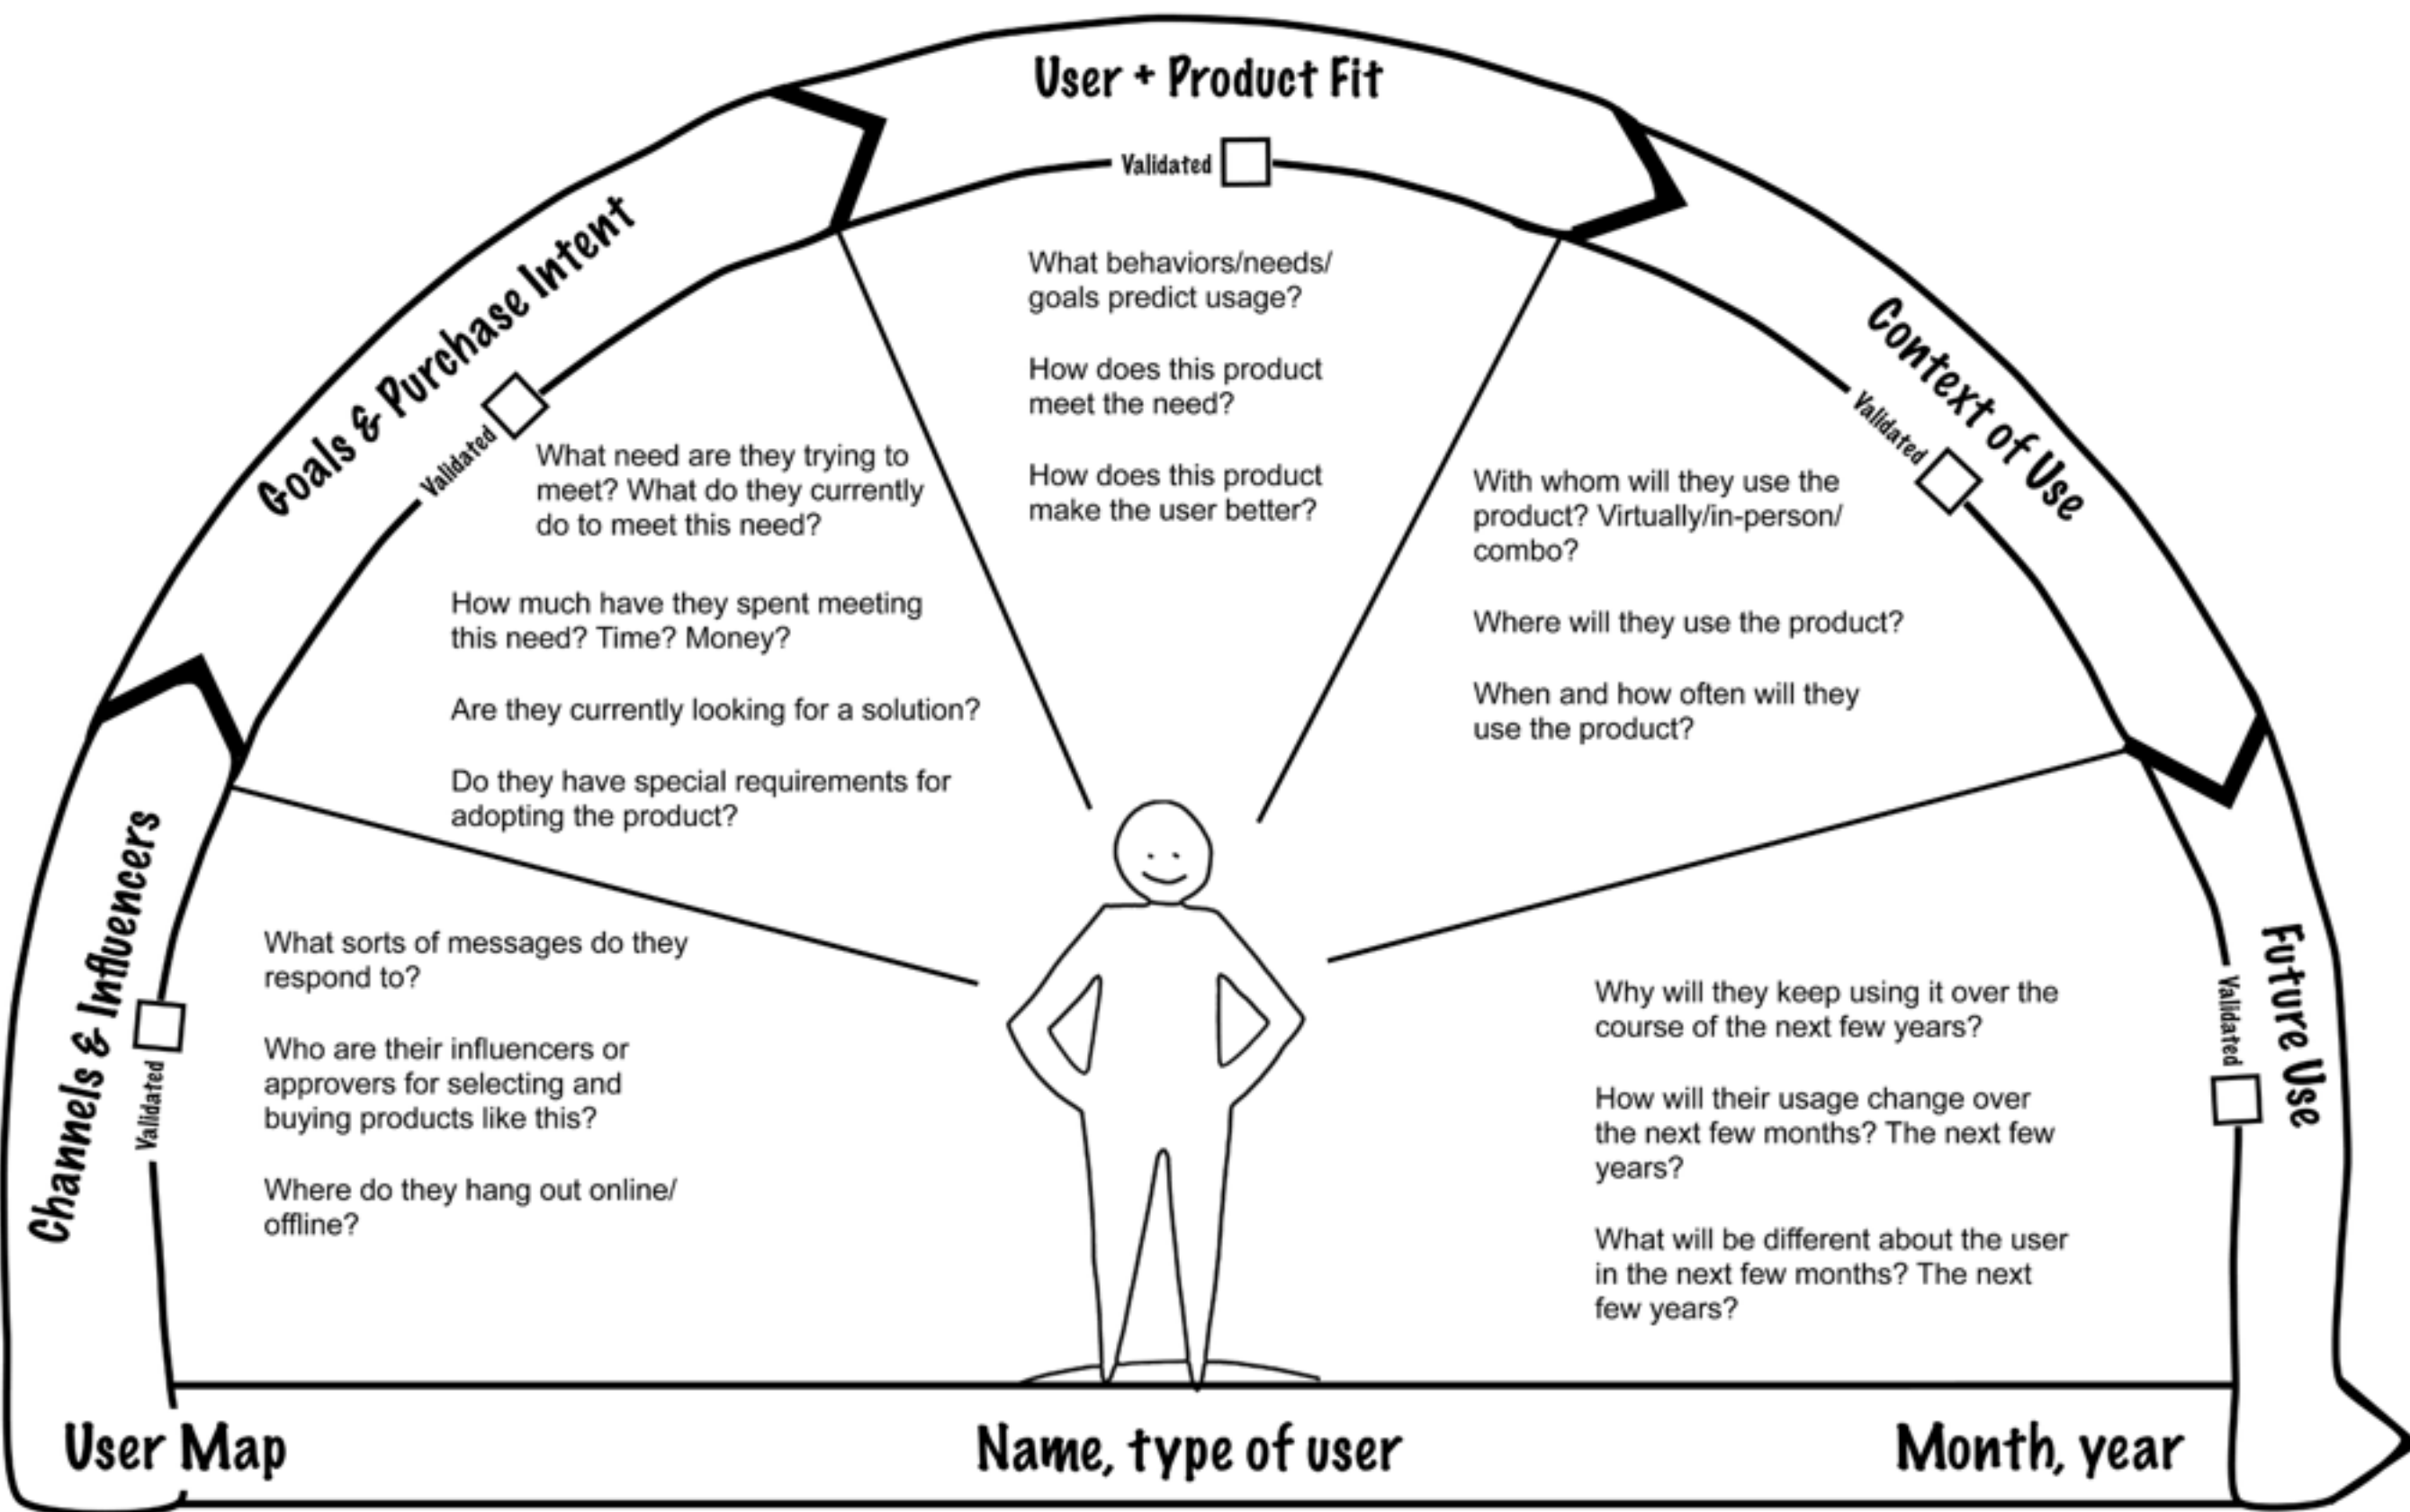 User + Product Fit
Validated
What behaviors/needs/
goals predict usage?
How does this product
meet the need?
How does this product
make the user better?
Goals & Purchase Intent
Validated
What need are they trying to
meet? What do they currently
do to meet this need?
How much have they spent meeting
this need? Time? Money?
Are they currently looking for a solution?
Do they have special requirements for
adopting the product?
Context of Use
Validated
With whom will they use the
product? Virtually/in-person/
combo?
Where will they use the product?
When and how often will they
use the product?
Channels & Influencers
Validated
What sorts of messages do they
respond to?
Who are their influencers or
approvers for selecting and
buying products like this?
Where do they hang out online/
offline?
Future Use
Validated
Why will they keep using it over the
course of the next few years?
How will their usage change over
the next few months? The next few
years?
What will be different about the user
in the next few months? The next
few years?
User Map
Name, type of user
Month, year